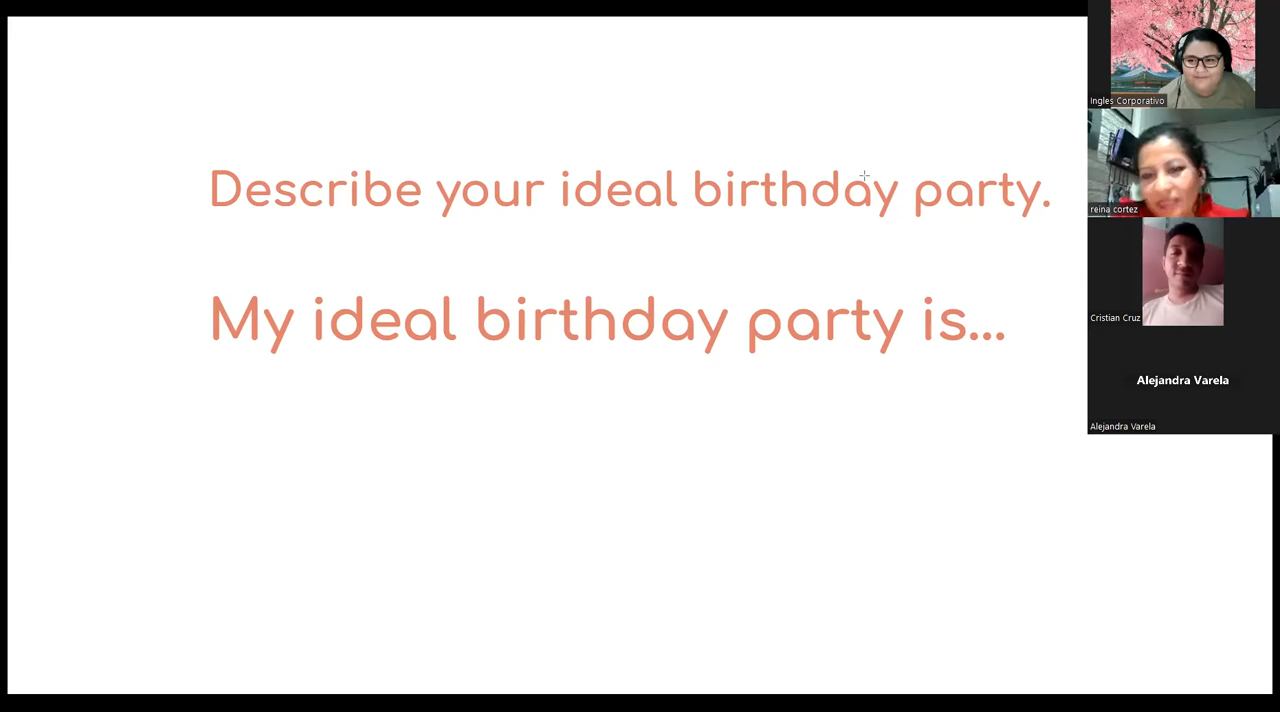 Describe your ideal birthday party.
My ideal birthday party is...
Ingles Corporativo
reina cortez
Cristian Cruz
Alejandra Varela
Alejandra Varela